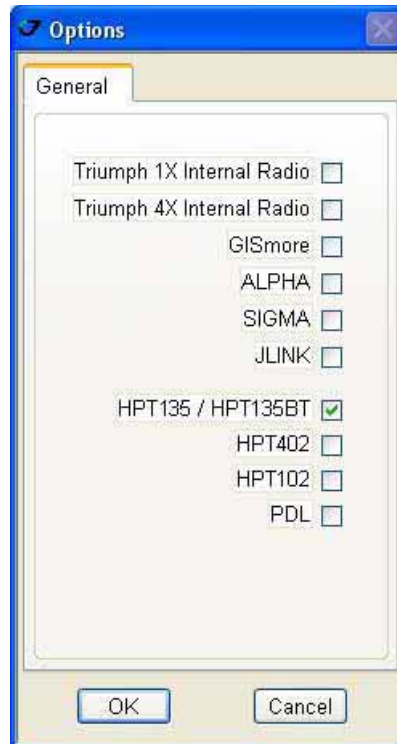 Options
General
Triumph 1X Internal Radio
Triumph 4X Internal Radio
GISmore
ALPHA
SIGMA
JLINK
HPT135 / HPT135BT
HPT402
HPT102
PDL
OK
Cancel